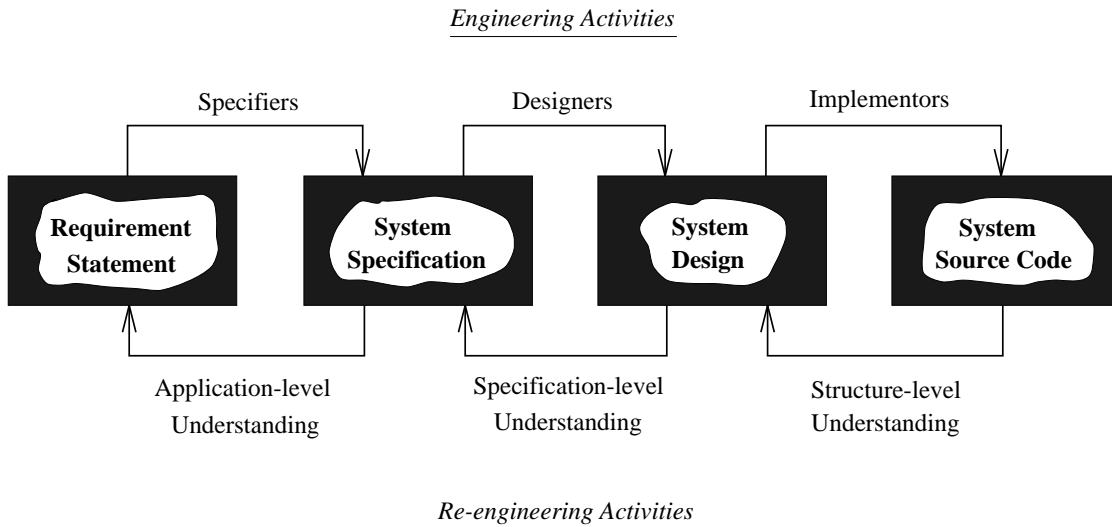 Engineering Activities
Specifiers
Designers
Implementors
Requirement
Statement
System
Specification
System
Design
System
Source Code
Application-level
Understanding
Specification-level
Understanding
Structure-level
Understanding
Re-engineering Activities